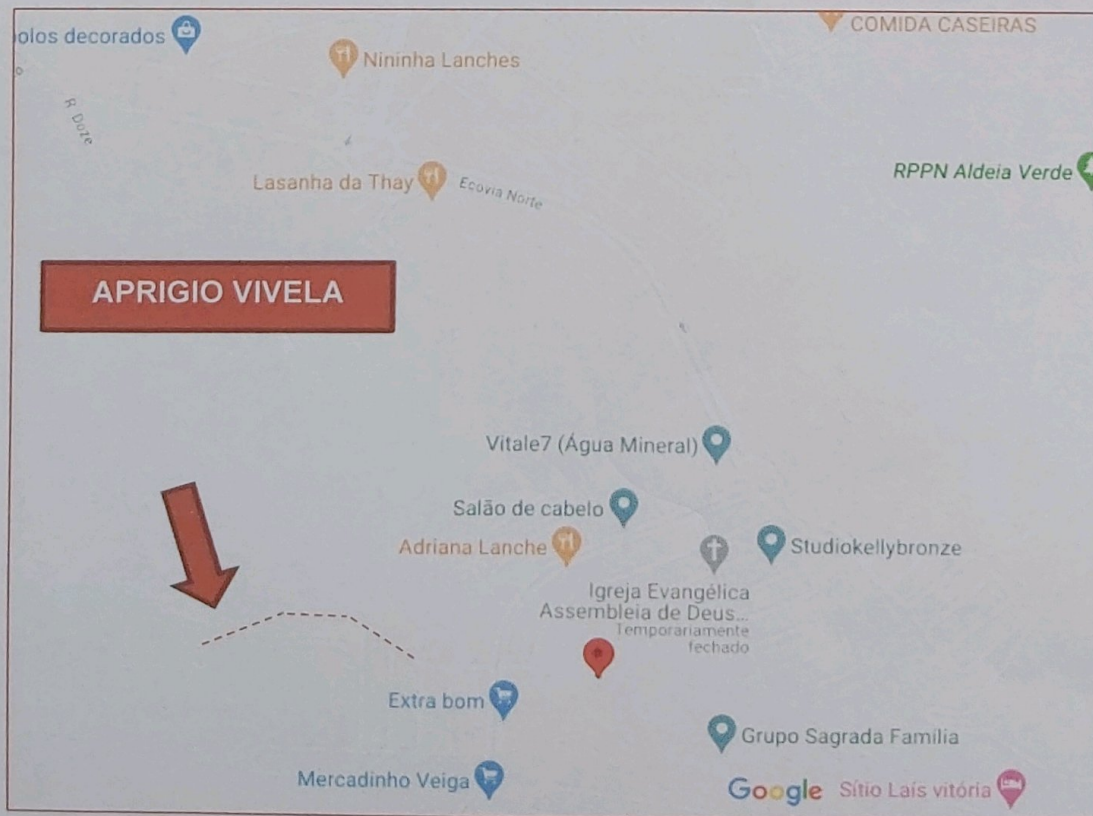 olos decorados
COMIDA CASEIRAS
Nininha Lanches
R Doze
Lasanha da Thay
Ecovia Norte
RPPN Aldeia Verde
APRIGIO VIVELA
Vitale7 (Água Mineral)
Salão de cabelo
Adriana Lanche
Studiokellybronze
Igreja Evangélica
Assembleia de Deus...
Temporariamente
fechado
Extra bom
Grupo Sagrada Família
Mercadinho Veiga
Google
Sítio Laís vitória